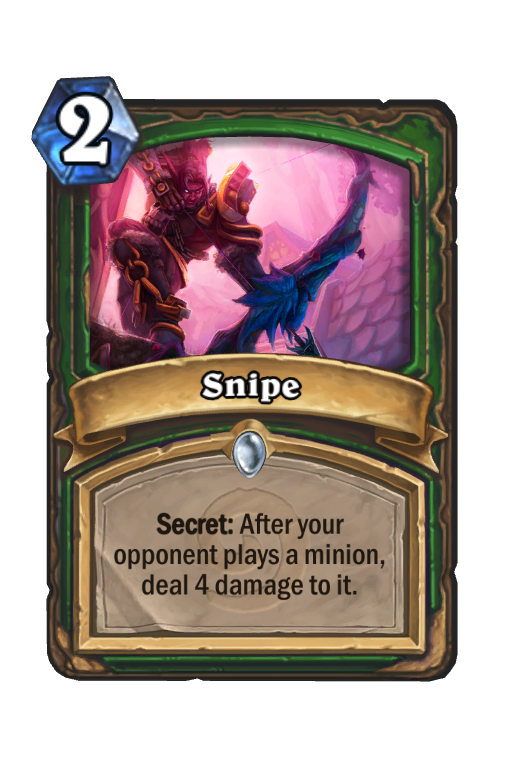 2
Snipe
Secret: After your
opponent plays a minion,
deal 4 damage to it.